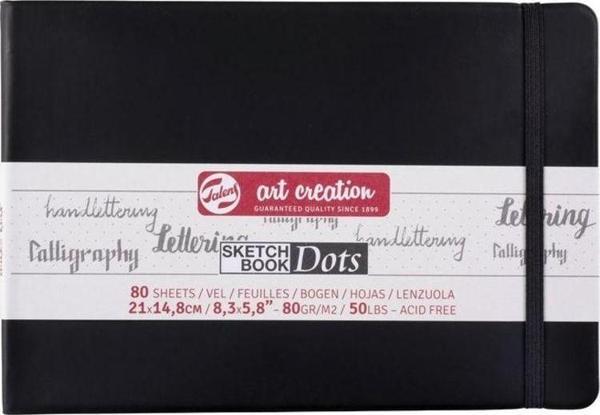 Talens
art creation
GUARANTEED QUALITY SINCE 1899
handlettering
Calligraphy
Lettering
handlettering
Lettering
Calligraphy
SKETCH BOOK Dots
80 SHEETS / VEL / FEUILLES / BOGEN / HOJAS / LENZUOLA
21x14,8CM / 8,3x5,8" – 80GR/M2 / 50LBS – ACID FREE